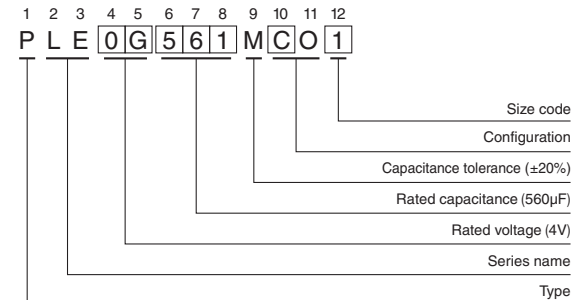 1 2 3 4 5 6 7 8 9 10 11 12
P L E 0 G 5 6 1 M C O 1
Size code
Configuration
Capacitance tolerance (±20%)
Rated capacitance (560µF)
Rated voltage (4V)
Series name
Type